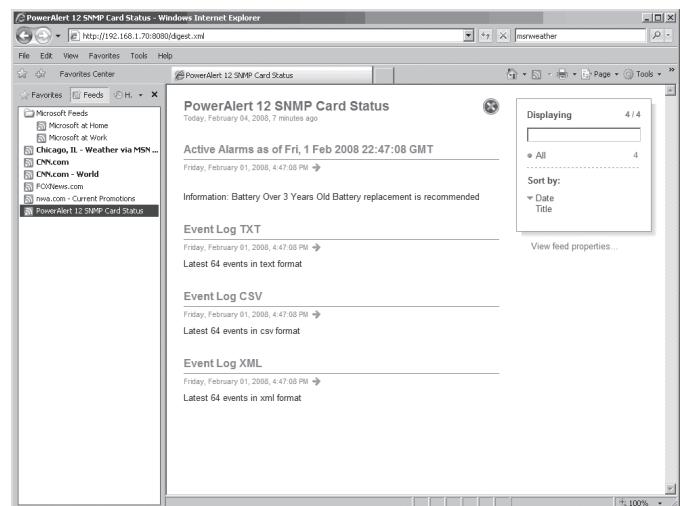 PowerAlert 12 SNMP Card Status - Windows Internet Explorer
http://192.168.1.70:8080/digest.xml
msrweather
File Edit View Favorites Tools Help
Favorites Center
PowerAlert 12 SNMP Card Status
Page
Tools
»
Favorites Feeds H.
Microsoft Feeds
Microsoft at Home
Microsoft at Work
Chicago, IL - Weather via MSN ...
CNN.com
CNN.com - World
FOXNews.com
nwa.com - Current Promotions
PowerAlert 12 SNMP Card Status
PowerAlert 12 SNMP Card Status
Today, February 04, 2008, 7 minutes ago
Active Alarms as of Fri, 1 Feb 2008 22:47:08 GMT
Friday, February 01, 2008, 4:47:08 PM
Information: Battery Over 3 Years Old Battery replacement is recommended
Event Log TXT
Friday, February 01, 2008, 4:47:08 PM
Latest 64 events in text format
Event Log CSV
Friday, February 01, 2008, 4:47:08 PM
Latest 64 events in csv format
Event Log XML
Friday, February 01, 2008, 4:47:08 PM
Latest 64 events in xml format
Displaying 4 / 4
All 4
Sort by:
Date
Title
View feed properties...
100%